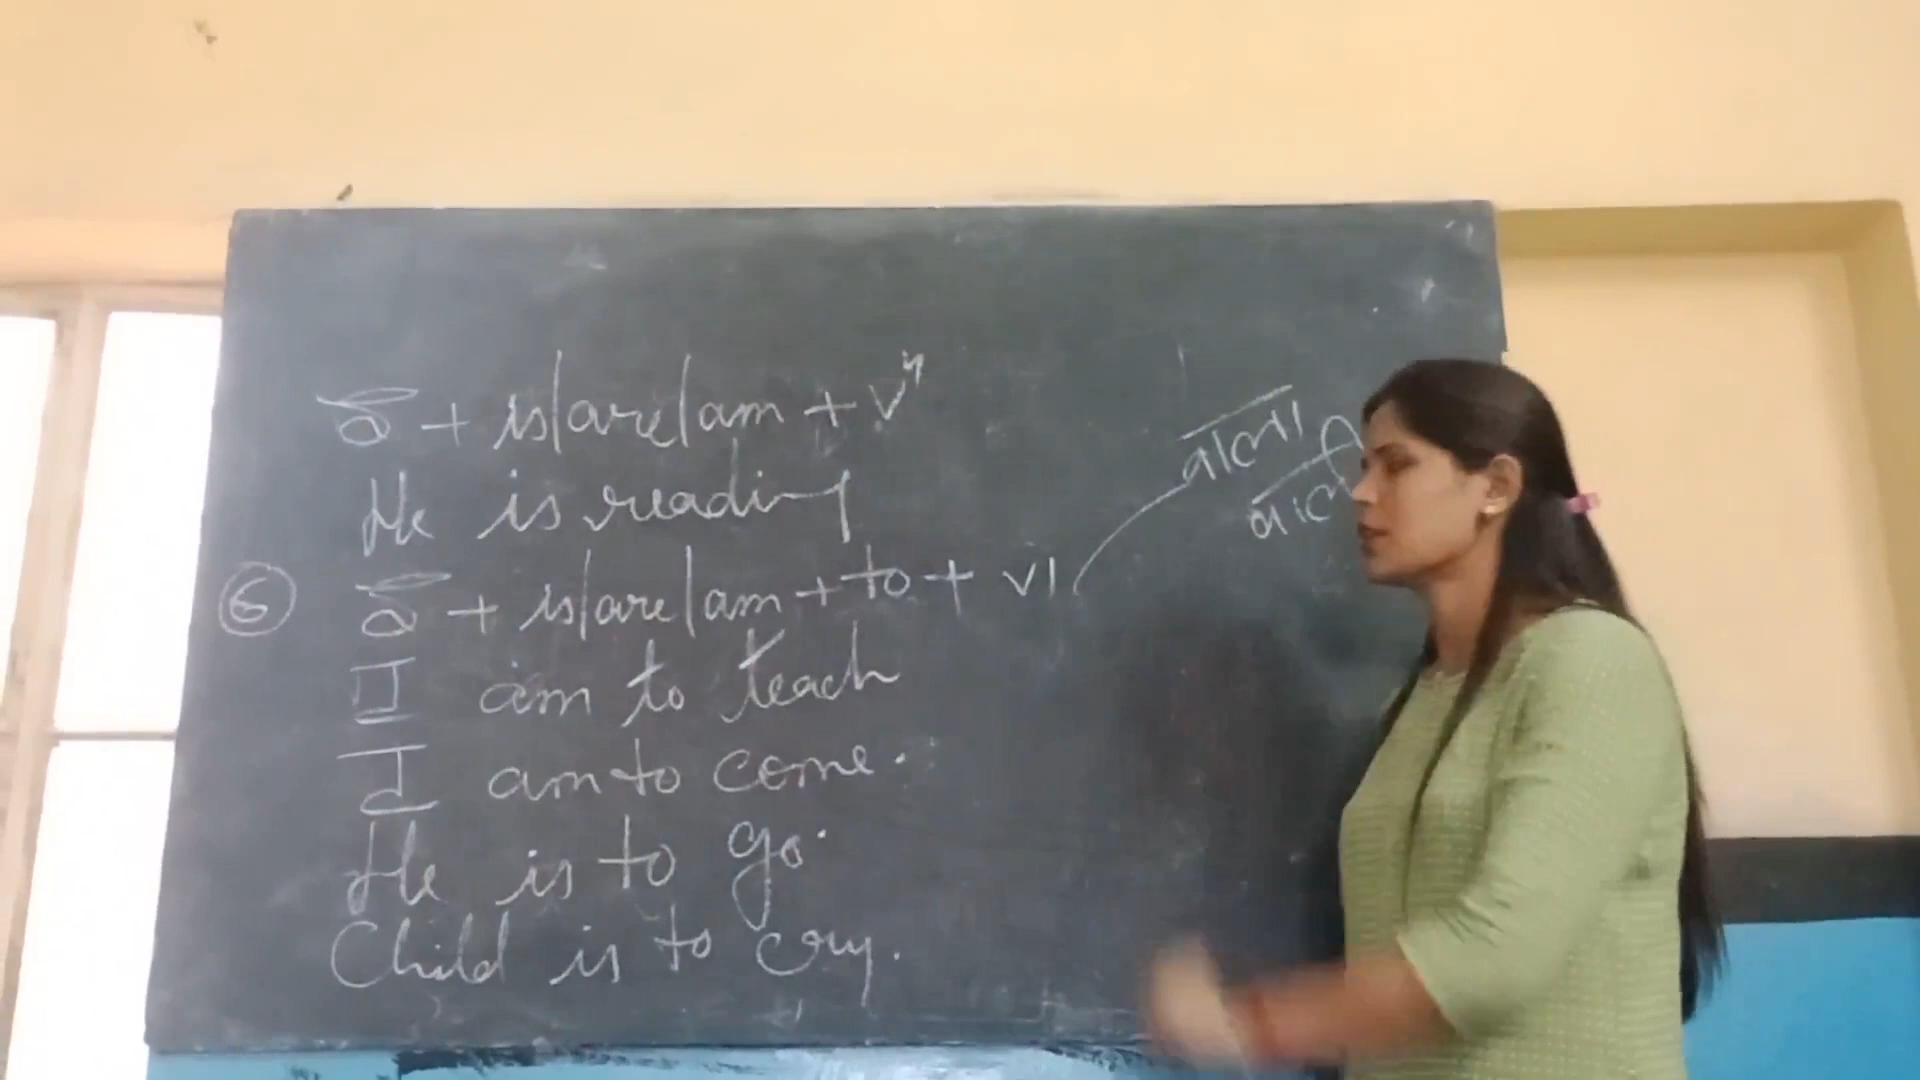 S + is/are/am + v⁴
He is reading
⑥ S + is/are/am + to + v1
वाला
I am to teach
I am to come.
He is to go.
Child is to cry.